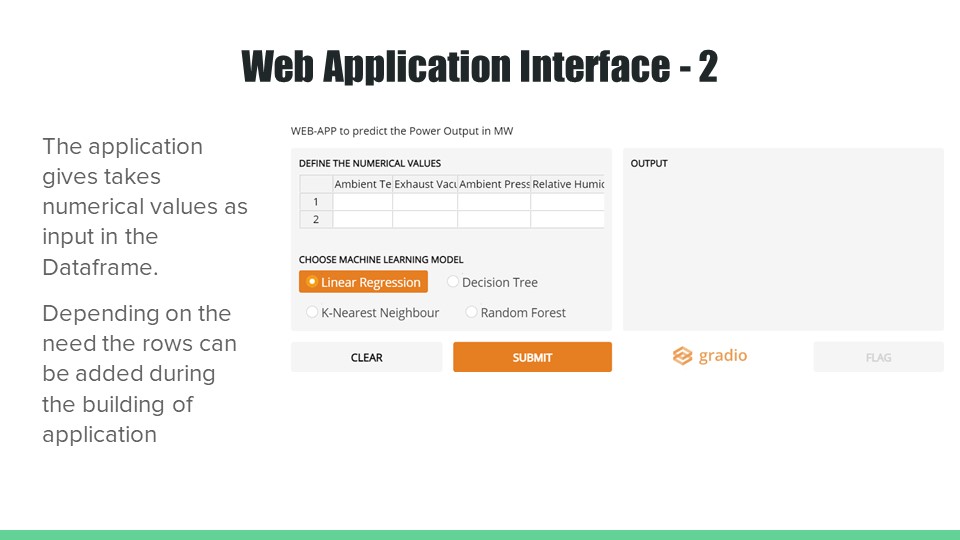 Web Application Interface - 2
The application
gives takes
numerical values as
input in the
Dataframe.
Depending on the
need the rows can
be added during
the building of
application
WEB-APP to predict the Power Output in MW
DEFINE THE NUMERICAL VALUES
Ambient Te Exhaust Vacu Ambient Press Relative Humid
1
2
CHOOSE MACHINE LEARNING MODEL
Linear Regression Decision Tree
K-Nearest Neighbour Random Forest
CLEAR SUBMIT
OUTPUT
gradio FLAG